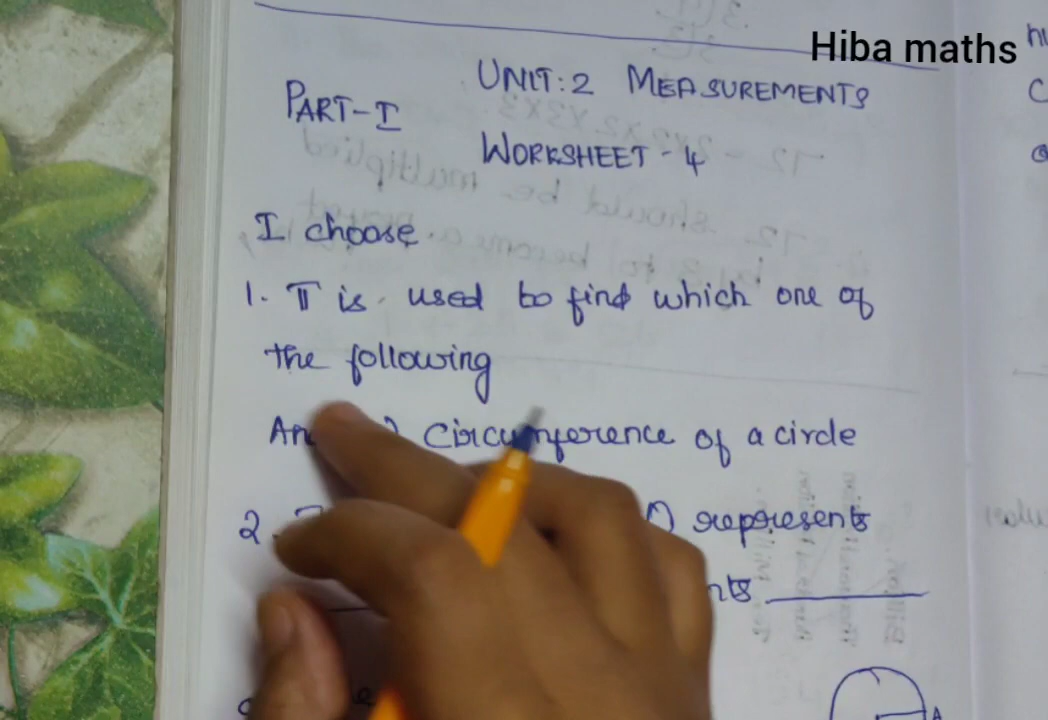 Hiba maths
UNIT:2 MEASUREMENTS
PART-I
WORKSHEET - 4
I choose.
1. π is used to find which one of
the following
circumference of a circle
2. represents
A